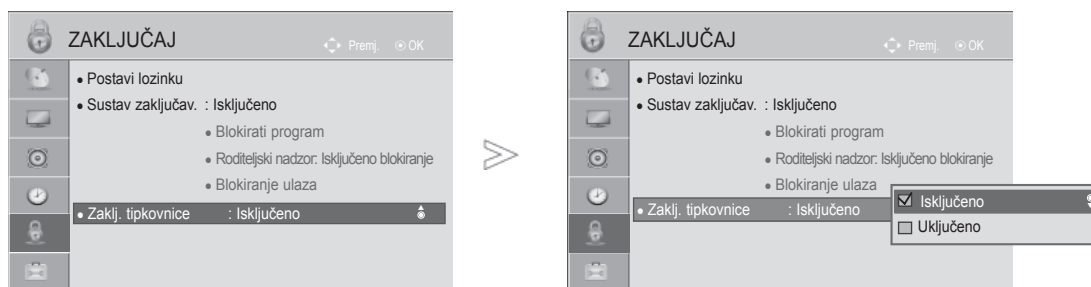 ZAKLJUČAJ
Premj. OK
• Postavi lozinku
• Sustav zaključav. : Isključeno
• Blokirati program
• Roditeljski nadzor: Isključeno blokiranje
• Blokiranje ulaza
• Zaklj. tipkovnice : Isključeno
ZAKLJUČAJ
Premj. OK
• Postavi lozinku
• Sustav zaključav. : Isključeno
• Blokirati program
• Roditeljski nadzor: Isključeno blokiranje
• Blokiranje ulaza
• Zaklj. tipkovnice : Isključeno
Isključeno
Uključeno